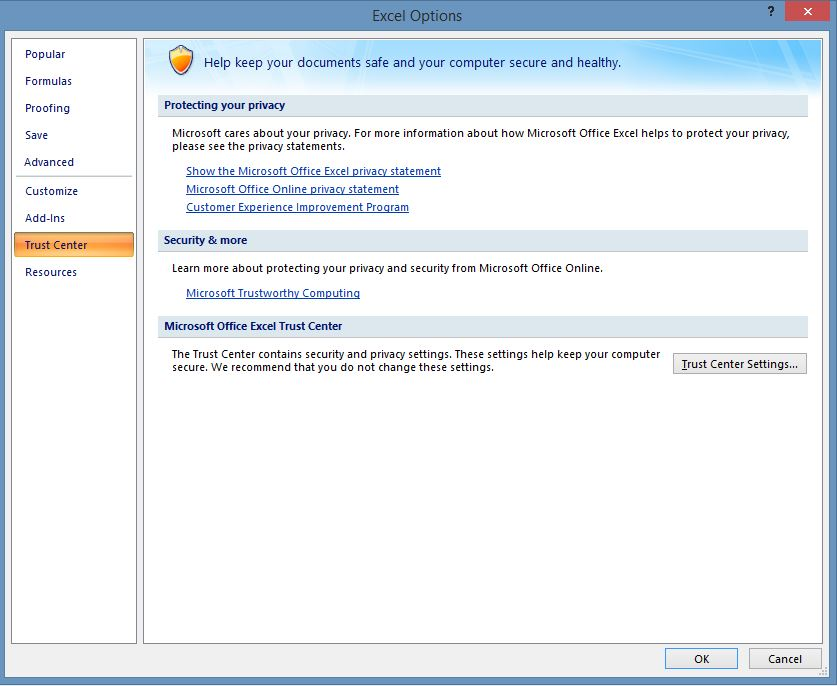 Excel Options
?
Popular
Formulas
Proofing
Save
Advanced
Customize
Add-Ins
Trust Center
Resources
Help keep your documents safe and your computer secure and healthy.
Protecting your privacy
Microsoft cares about your privacy. For more information about how Microsoft Office Excel helps to protect your privacy,
please see the privacy statements.
Show the Microsoft Office Excel privacy statement
Microsoft Office Online privacy statement
Customer Experience Improvement Program
Security & more
Learn more about protecting your privacy and security from Microsoft Office Online.
Microsoft Trustworthy Computing
Microsoft Office Excel Trust Center
The Trust Center contains security and privacy settings. These settings help keep your computer
secure. We recommend that you do not change these settings.
Trust Center Settings...
OK
Cancel